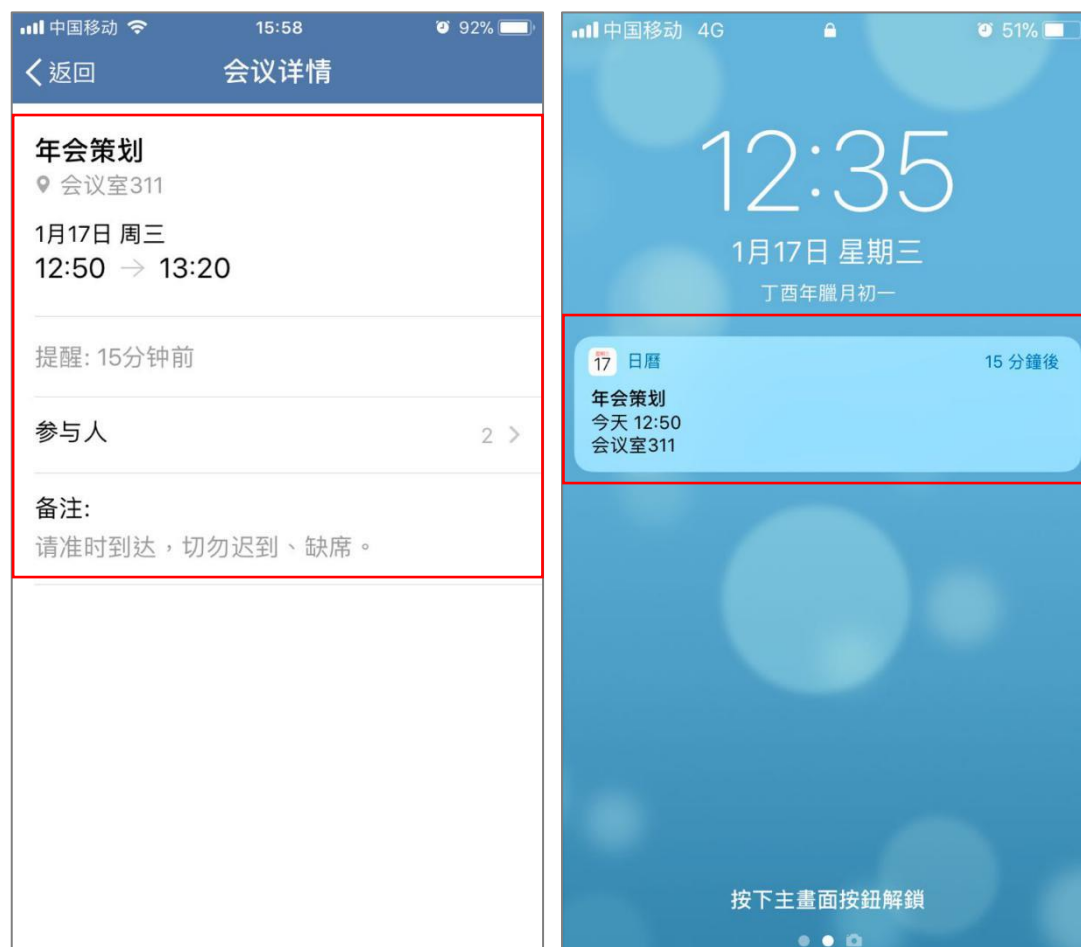 中国移动 15:58 92%
返回 会议详情
年会策划
会议室311
1月17日 周三
12:50 → 13:20
提醒: 15分钟前
参与人 2
备注:
请准时到达，切勿迟到、缺席。
中国移动 4G 51%
12:35
1月17日 星期三
丁酉年臘月初一
17 日曆 15 分鐘後
年会策划
今天 12:50
会议室311
按下主畫面按鈕解鎖